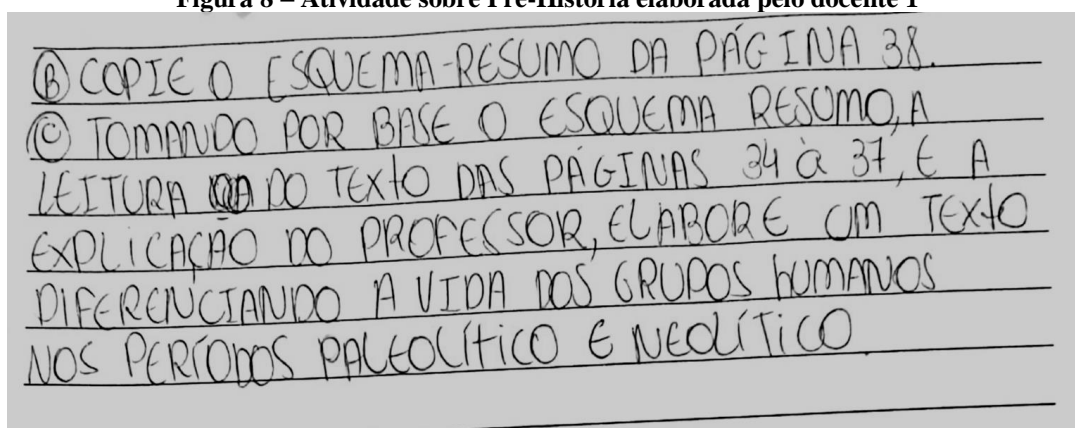 Figura 8 – Atividade sobre Pré-História elaborada pelo docente 1
Ⓑ COPIE O ESQUEMA-RESUMO DA PÁGINA 38.
Ⓒ TOMANDO POR BASE O ESQUEMA RESUMO, A
LEITURA DO TEXTO DAS PÁGINAS 34 à 37, E A
EXPLICAÇÃO DO PROFESSOR, ELABORE UM TEXTO
DIFERENCIANDO A VIDA DOS GRUPOS HUMANOS
NOS PERÍODOS PALEOLÍTICO E NEOLÍTICO